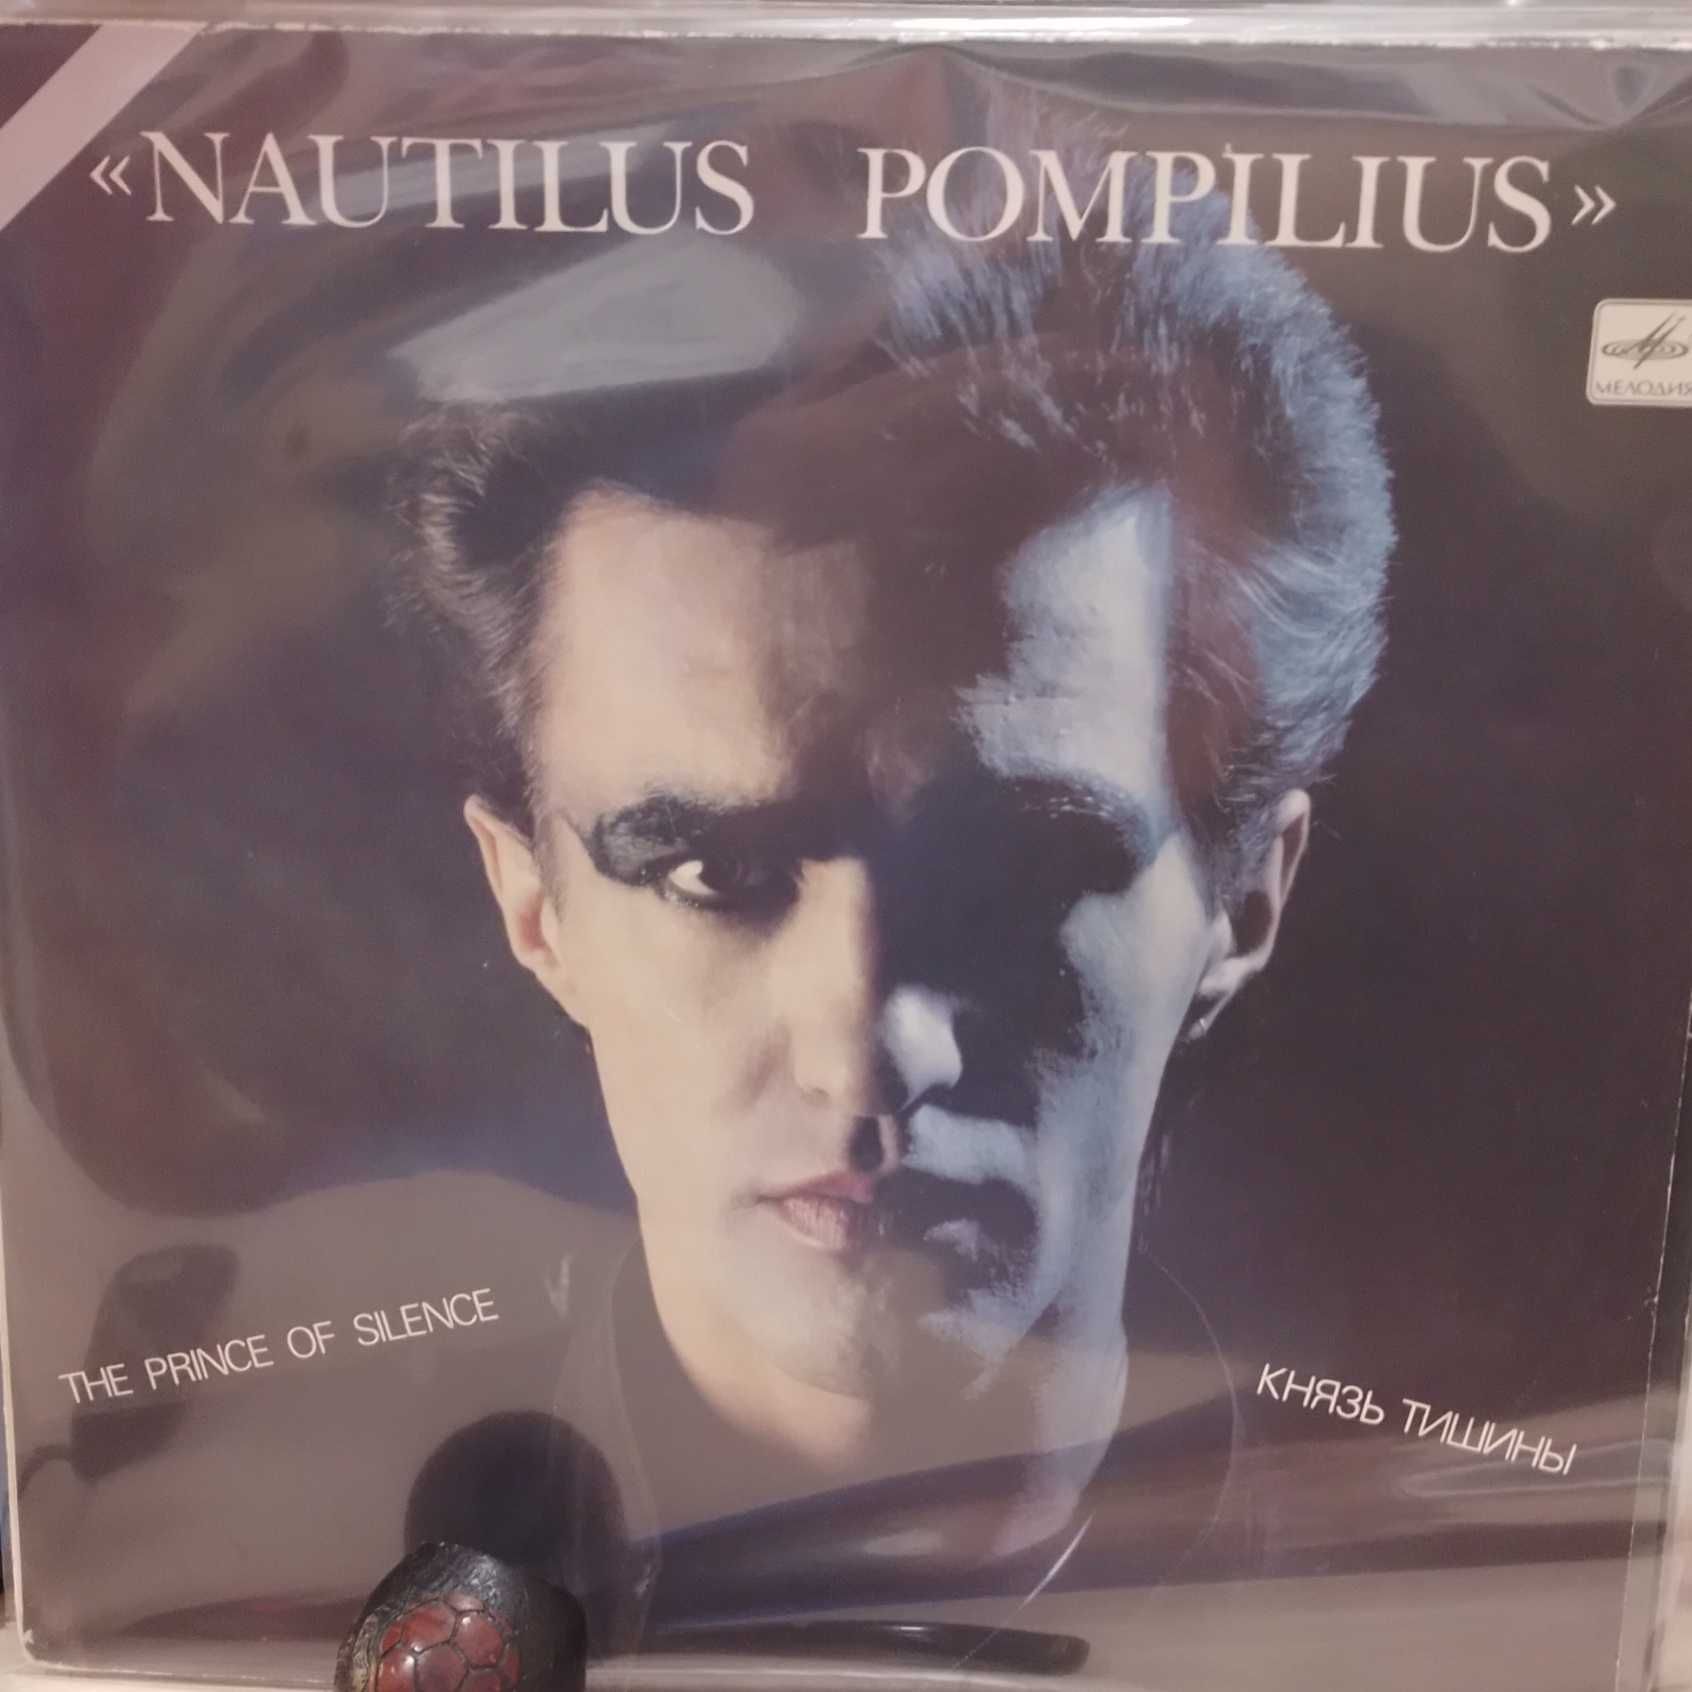 «NAUTILUS POMPILIUS»
МЕЛОДИЯ
THE PRINCE OF SILENCE
КНЯЗЬ ТИШИНЫ